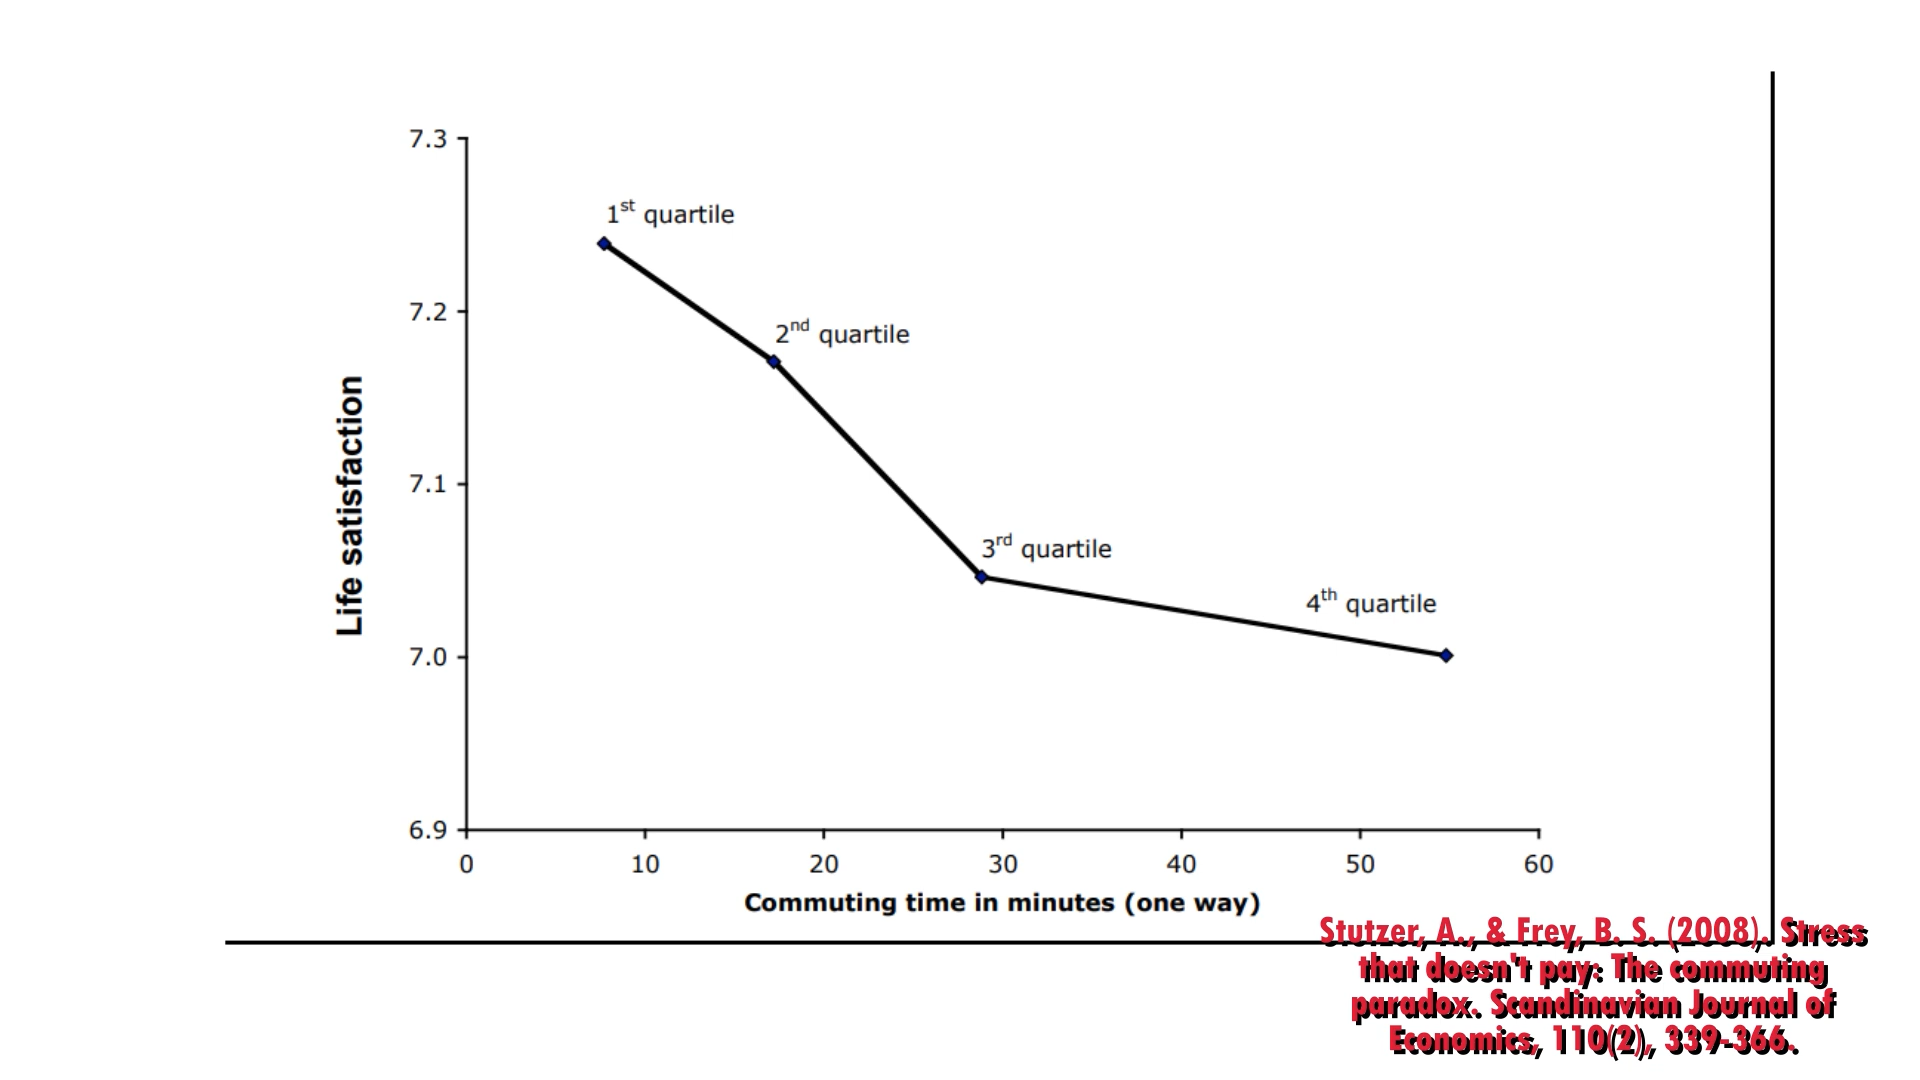 7.3
1st quartile
7.2
2nd quartile
Life satisfaction
7.1
3rd quartile
4th quartile
7.0
6.9
0 10 20 30 40 50 60
Commuting time in minutes (one way)
Stutzer, A., & Frey, B. S. (2008). Stress
that doesn't pay: The commuting
paradox. Scandinavian Journal of
Economics, 110(2), 339-366.